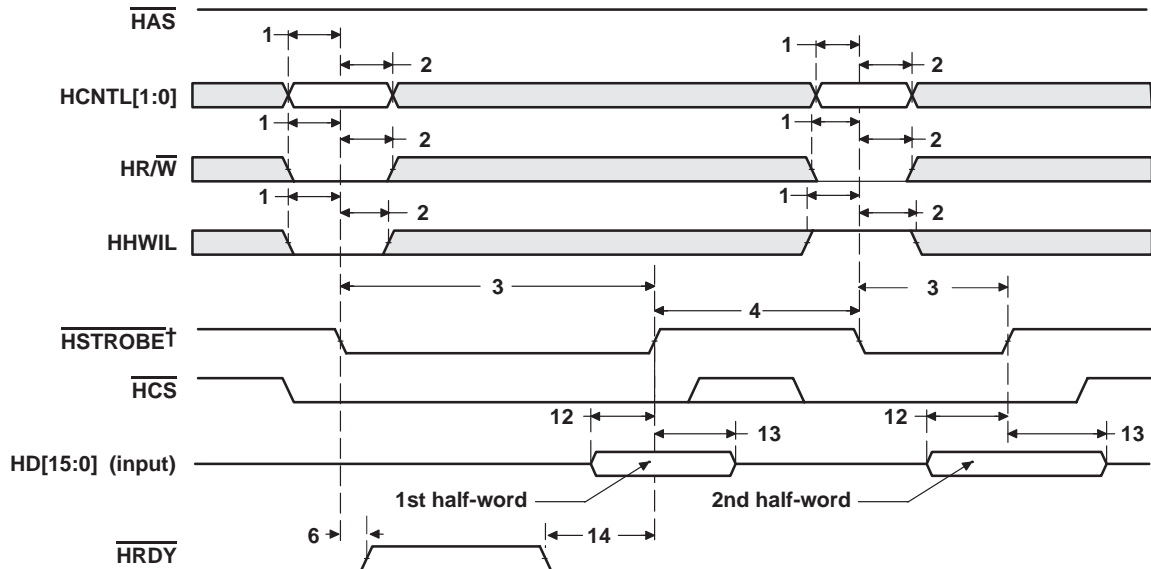 HAS
1
1
2
2
HCNTL[1:0]
1
1
2
2
HR/W
1
1
2
2
HHWIL
3
3
4
HSTROBE†
HCS
12
12
13
13
HD[15:0] (input)
1st half-word
2nd half-word
6
14
HRDY